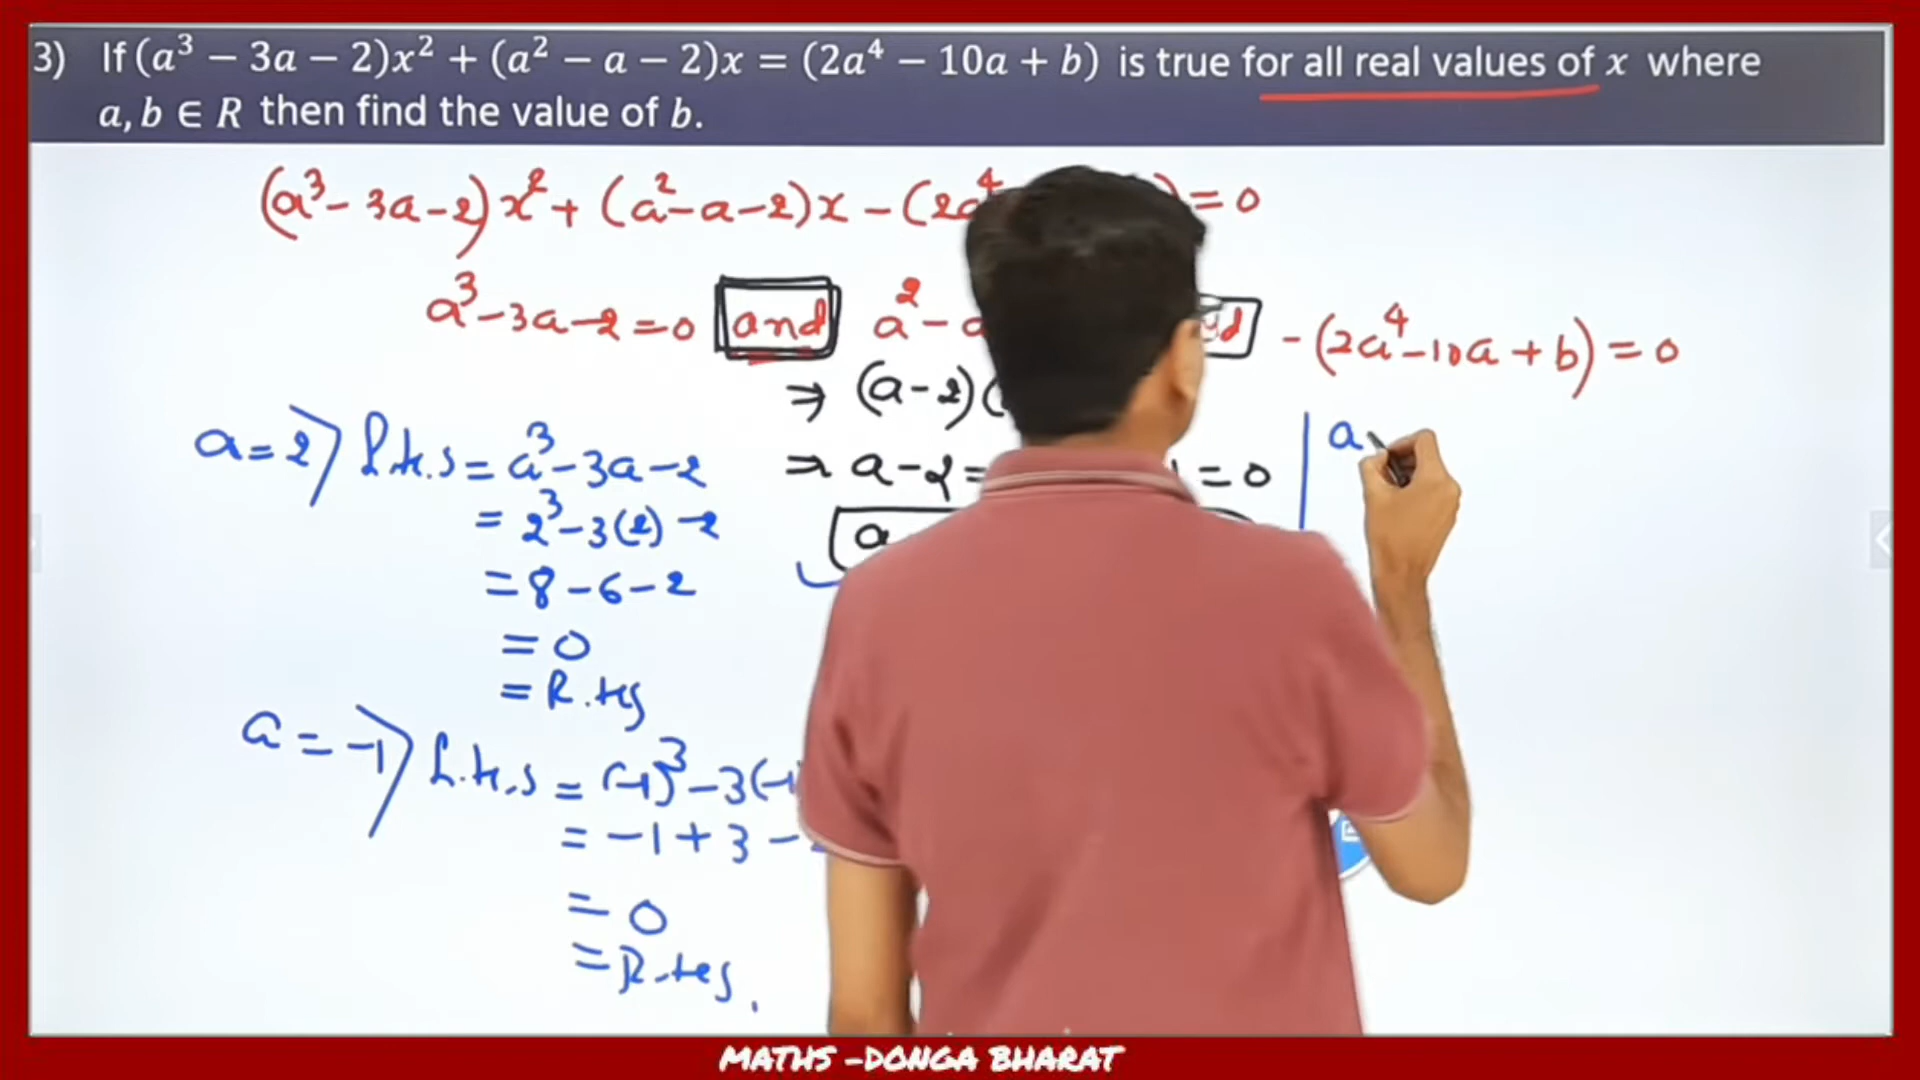 3) If (a³ − 3a − 2)x² + (a² − a − 2)x = (2a⁴ − 10a + b) is true for all real values of x where
a, b ∈ R then find the value of b.
(a³ - 3a - 2) x² + (a² - a - 2) x - (2a⁴ ) = 0
a³ - 3a - 2 = 0 and a² - - (2a⁴ - 10a + b) = 0
⇒ (a - 2) (
a = 2) L.H.S = a³ - 3a - 2
= 2³ - 3(2) - 2
= 8 - 6 - 2
= 0
= R.H.S
⇒ a - 2 = = 0
a
a
a = -1) L.H.S = (-1)³ - 3(-1
= -1 + 3 -
= 0
= R.H.S.
MATHS -DONGA BHARAT